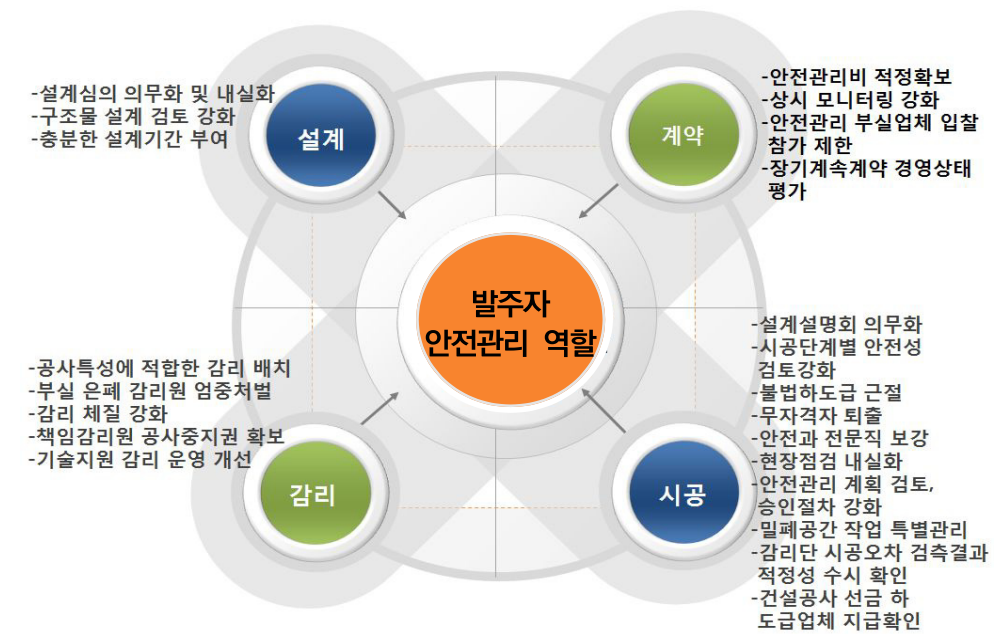 -설계심의 의무화 및 내실화
-구조물 설계 검토 강화
-충분한 설계기간 부여
설계
계약
-안전관리비 적정확보
-상시 모니터링 강화
-안전관리 부실업체 입찰
참가 제한
-장기계속계약 경영상태
평가
발주자
안전관리 역할.
-공사특성에 적합한 감리 배치
-부실 은폐 감리원 엄중처벌
-감리 체질 강화
-책임감리원 공사중지권 확보
-기술지원 감리 운영 개선
감리
시공
-설계설명회 의무화
-시공단계별 안전성
검토강화
-불법하도급 근절
-무자격자 퇴출
-안전과 전문직 보강
-현장점검 내실화
-안전관리 계획 검토,
승인절차 강화
-밀폐공간 작업 특별관리
-감리단 시공오차 검측결과
적정성 수시 확인
-건설공사 선금 하
도급업체 지급확인